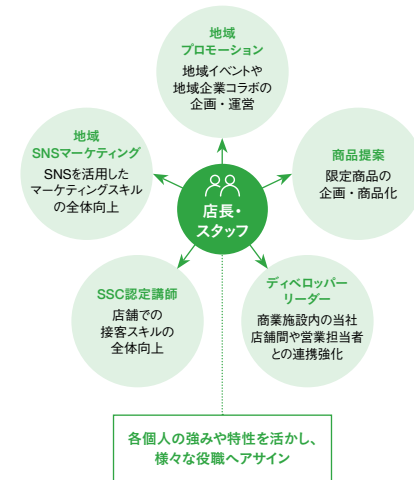 地域
プロモーション
地域イベントや
地域企業コラボの
企画・運営
地域
SNSマーケティング
SNSを活用した
マーケティングスキル
の全体向上
商品提案
限定商品の
企画・商品化
店長・
スタッフ
SSC認定講師
店舗での
接客スキルの
全体向上
ディベロッパー
リーダー
商業施設内の当社
店舗間や営業担当者
との連携強化
各個人の強みや特性を活かし、
様々な役職へアサイン